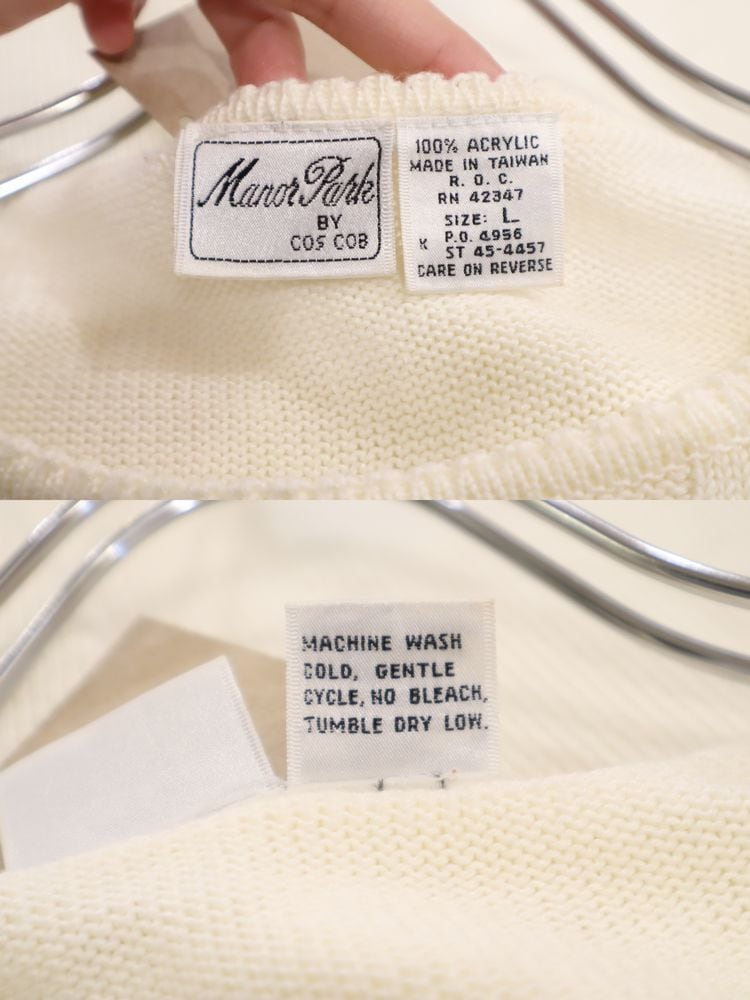 Manor Park
BY
COS COB
100% ACRYLIC
MADE IN TAIWAN
R. O. C.
RN 42347
SIZE: L
K P.O. 4956
ST 45-4457
CARE ON REVERSE
MACHINE WASH
COLD, GENTLE
CYCLE, NO BLEACH,
TUMBLE DRY LOW.